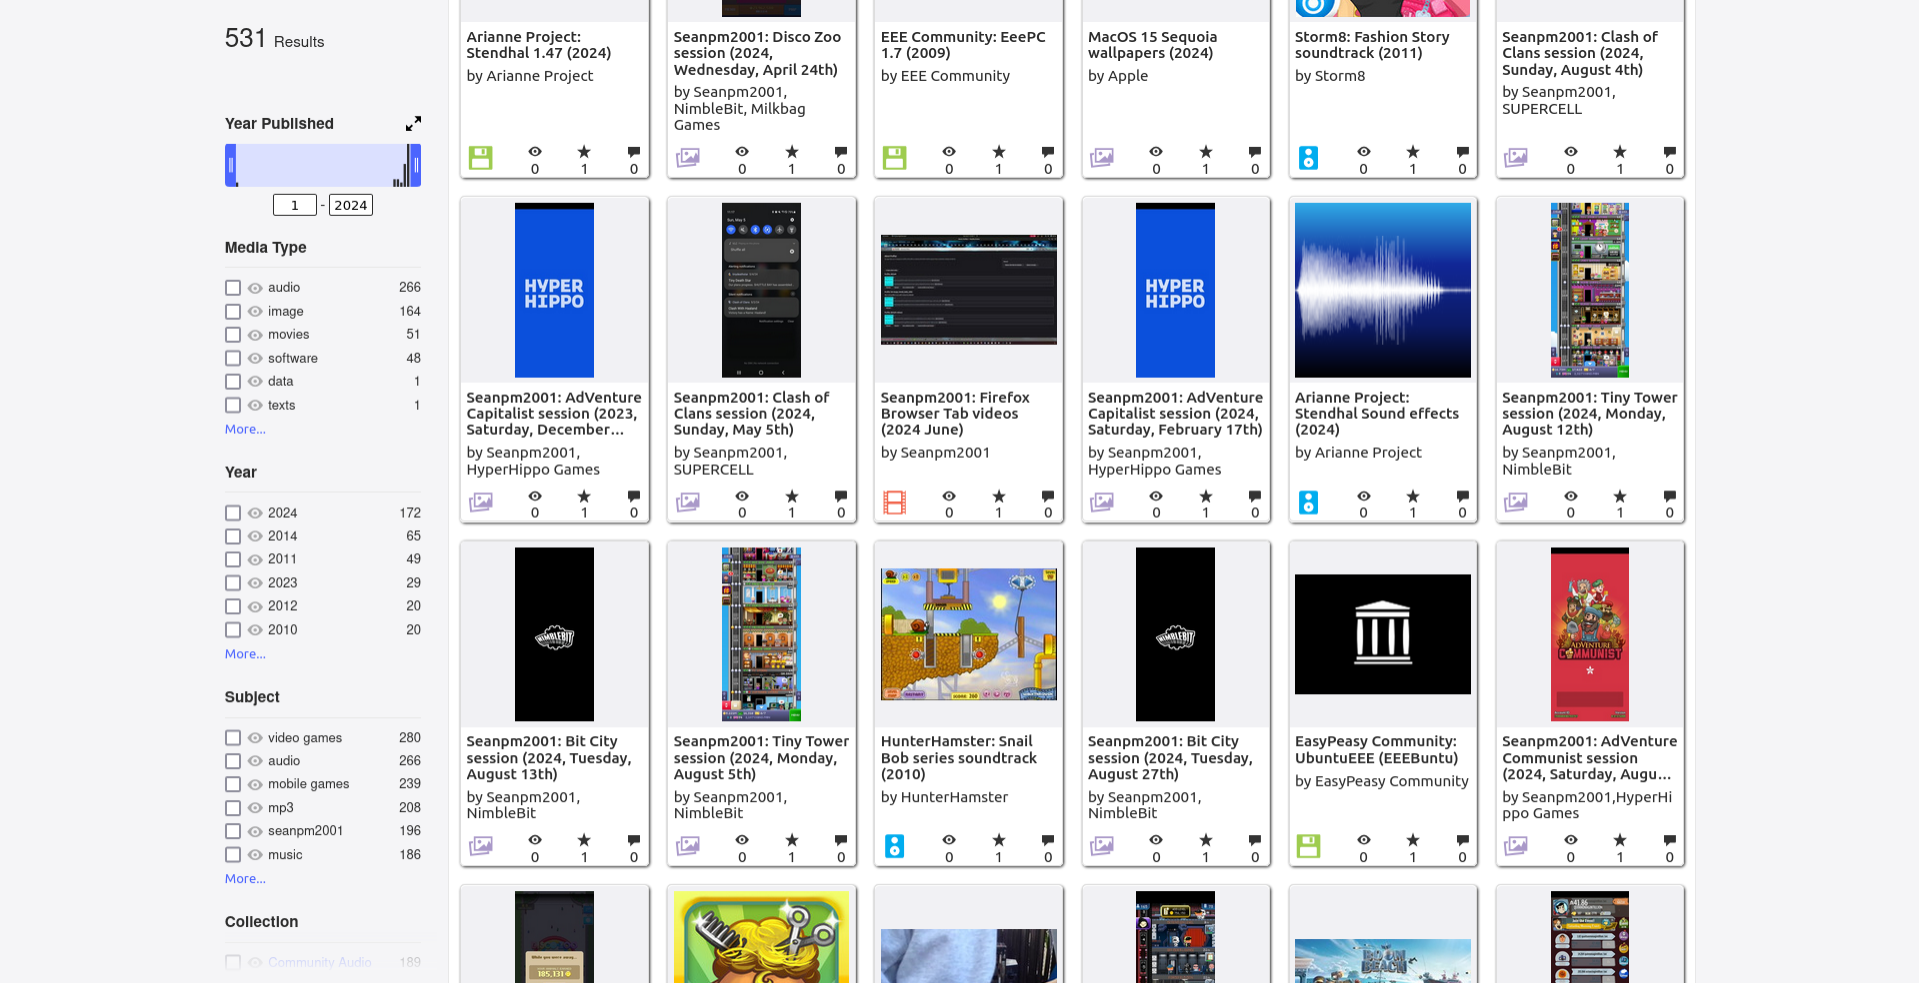 531 Results
Year Published
1 - 2024
Media Type
audio 266
image 164
movies 51
software 48
data 1
texts 1
More...
Year
2024 172
2014 65
2011 49
2023 29
2012 20
2010 20
More...
Subject
video games 280
audio 266
mobile games 239
mp3 208
seanpm2001 196
music 186
More...
Collection
Community Audio 189
Arianne Project:
Stendhal 1.47 (2024)
by Arianne Project
0 1 0
Seanpm2001: Disco Zoo
session (2024,
Wednesday, April 24th)
by Seanpm2001,
NimbleBit, Milkbag
Games
0 1 0
EEE Community: EeePC
1.7 (2009)
by EEE Community
0 1 0
MacOS 15 Sequoia
wallpapers (2024)
by Apple
0 1 0
Storm8: Fashion Story
soundtrack (2011)
by Storm8
0 1 0
Seanpm2001: Clash of
Clans session (2024,
Sunday, August 4th)
by Seanpm2001,
SUPERCELL
0 1 0
HYPER
HIPPO
Seanpm2001: AdVenture
Capitalist session (2023,
Saturday, December...
by Seanpm2001,
HyperHippo Games
0 1 0
Seanpm2001: Clash of
Clans session (2024,
Sunday, May 5th)
by Seanpm2001,
SUPERCELL
0 1 0
Seanpm2001: Firefox
Browser Tab videos
(2024 June)
by Seanpm2001
0 1 0
HYPER
HIPPO
Seanpm2001: AdVenture
Capitalist session (2024,
Saturday, February 17th)
by Seanpm2001,
HyperHippo Games
0 1 0
Arianne Project:
Stendhal Sound effects
(2024)
by Arianne Project
0 1 0
Seanpm2001: Tiny Tower
session (2024, Monday,
August 12th)
by Seanpm2001,
NimbleBit
0 1 0
NIMBLEBIT
Seanpm2001: Bit City
session (2024, Tuesday,
August 13th)
by Seanpm2001,
NimbleBit
0 1 0
Seanpm2001: Tiny Tower
session (2024, Monday,
August 5th)
by Seanpm2001,
NimbleBit
0 1 0
HunterHamster: Snail
Bob series soundtrack
(2010)
by HunterHamster
0 1 0
NIMBLEBIT
Seanpm2001: Bit City
session (2024, Tuesday,
August 27th)
by Seanpm2001,
NimbleBit
0 1 0
EasyPeasy Community:
UbuntuEEE (EEEBuntu)
by EasyPeasy Community
0 1 0
ADVENTURE
COMMUNIST
Seanpm2001: AdVenture
Communist session
(2024, Saturday, Augu...
by Seanpm2001,HyperHi
ppo Games
0 1 0
While you were away...
BOOM
BEACH